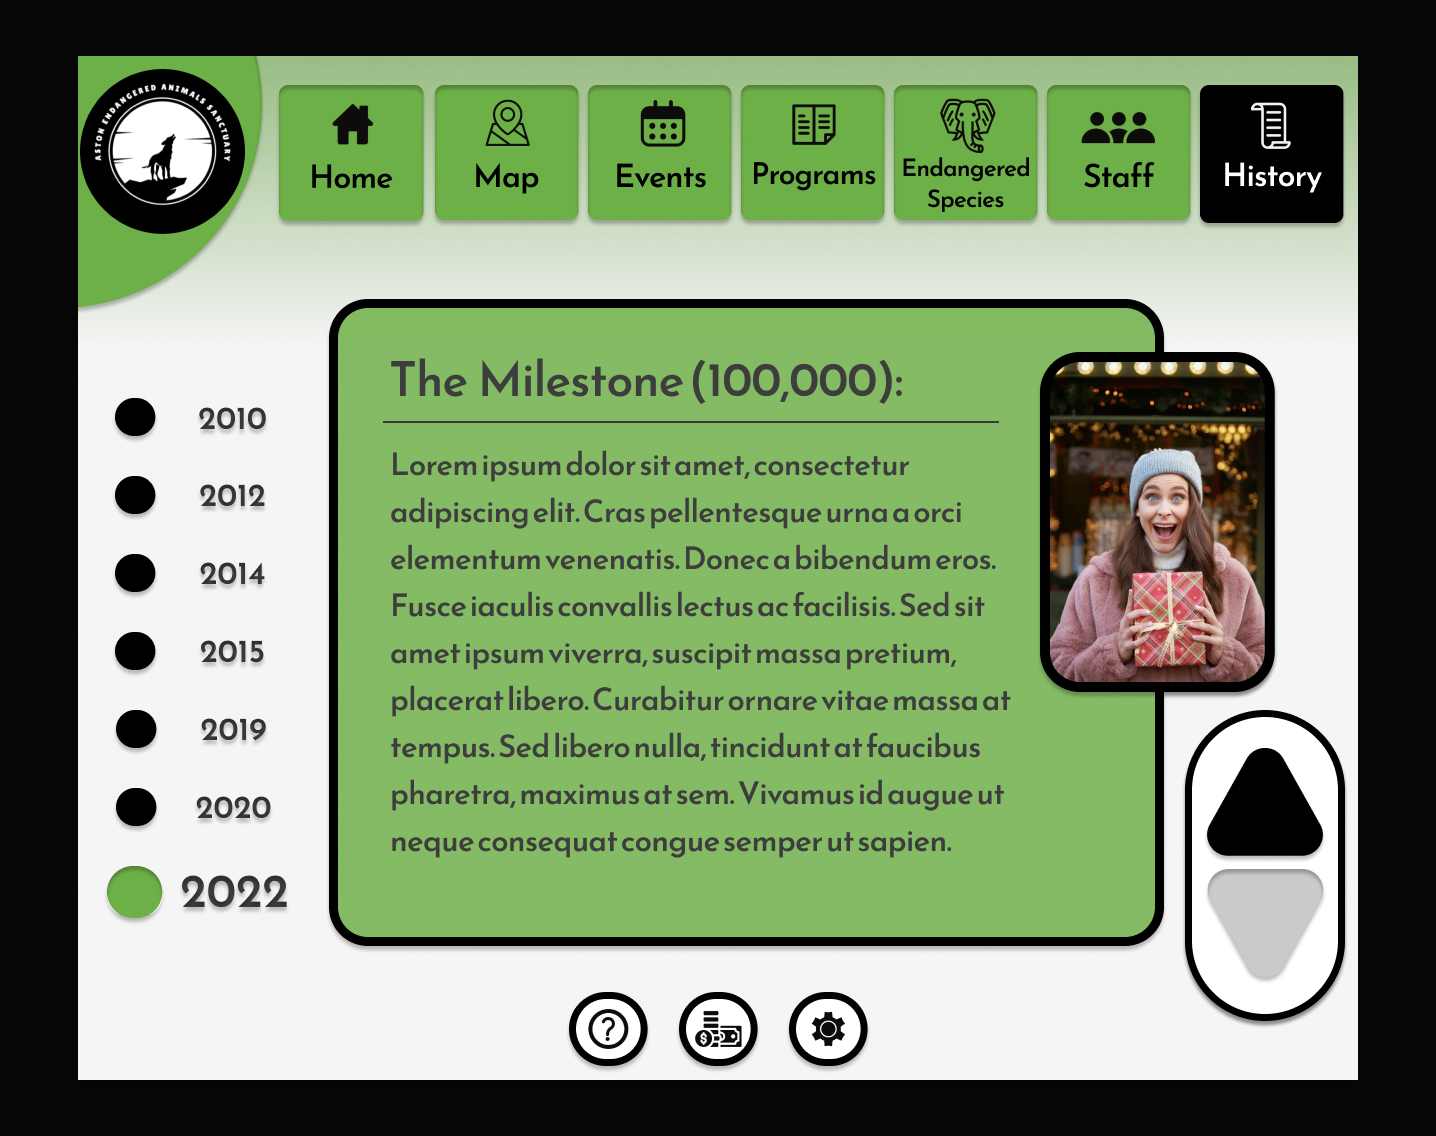 ASTON ENDANGERED ANIMALS SANCTUARY
Home
Map
Events
Programs
Endangered
Species
Staff
History
The Milestone (100,000):
Lorem ipsum dolor sit amet, consectetur
adipiscing elit. Cras pellentesque urna a orci
elementum venenatis. Donec a bibendum eros.
Fusce iaculis convallis lectus ac facilisis. Sed sit
amet ipsum viverra, suscipit massa pretium,
placerat libero. Curabitur ornare vitae massa at
tempus. Sed libero nulla, tincidunt at faucibus
pharetra, maximus at sem. Vivamus id augue ut
neque consequat congue semper ut sapien.
2010
2012
2014
2015
2019
2020
2022
?
$